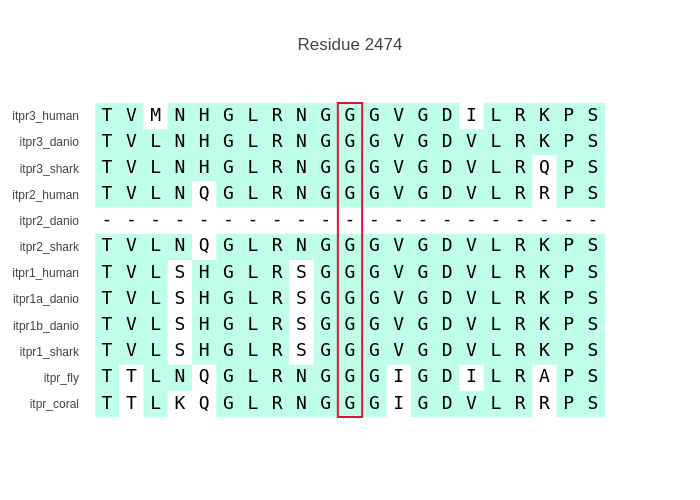 Residue 2474
itpr3_human T V M N H G L R N G G G V G D I L R K P S
itpr3_danio T V L N H G L R N G G G V G D V L R K P S
itpr3_shark T V L N H G L R N G G G V G D V L R Q P S
itpr2_human T V L N Q G L R N G G G V G D V L R R P S
itpr2_danio - - - - - - - - - - - - - - - - - - - - -
itpr2_shark T V L N Q G L R N G G G V G D V L R K P S
itpr1_human T V L S H G L R S G G G V G D V L R K P S
itpr1a_danio T V L S H G L R S G G G V G D V L R K P S
itpr1b_danio T V L S H G L R S G G G V G D V L R K P S
itpr1_shark T V L S H G L R S G G G V G D V L R K P S
itpr_fly T T L N Q G L R N G G G I G D I L R A P S
itpr_coral T T L K Q G L R N G G G I G D V L R R P S